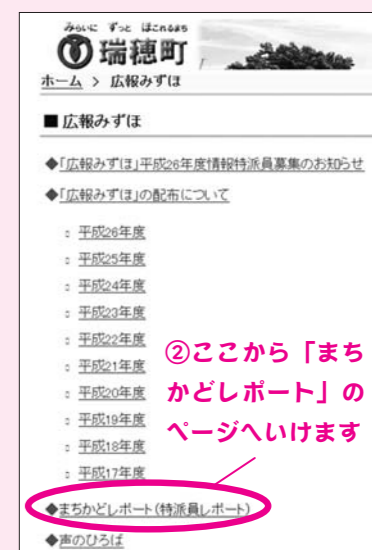 みらいに ずっと ほこれるまち
瑞穂町
ホーム > 広報みずほ
■広報みずほ
◆「広報みずほ」平成26年度情報特派員募集のお知らせ
◆「広報みずほ」の配布について
平成26年度
平成25年度
平成24年度
平成23年度
平成22年度
平成21年度
平成20年度
平成19年度
平成18年度
平成17年度
②ここから「まち
かどレポート」の
ページへいけます
◆まちかどレポート(特派員レポート)
◆声のひろば